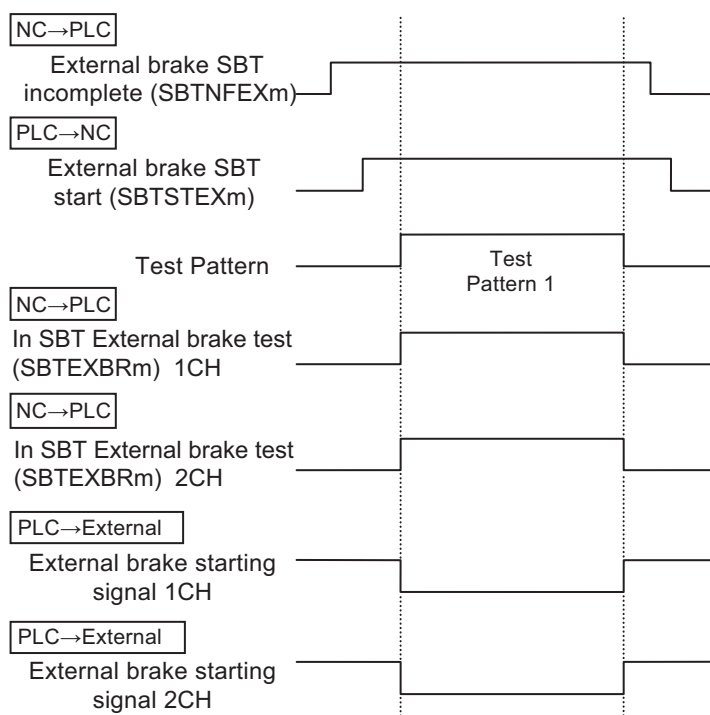 NC→PLC
External brake SBT
incomplete (SBTNFEXm)
PLC→NC
External brake SBT
start (SBTSTEXm)
Test Pattern
Test
Pattern 1
NC→PLC
In SBT External brake test
(SBTEXBRm) 1CH
NC→PLC
In SBT External brake test
(SBTEXBRm) 2CH
PLC→External
External brake starting
signal 1CH
PLC→External
External brake starting
signal 2CH